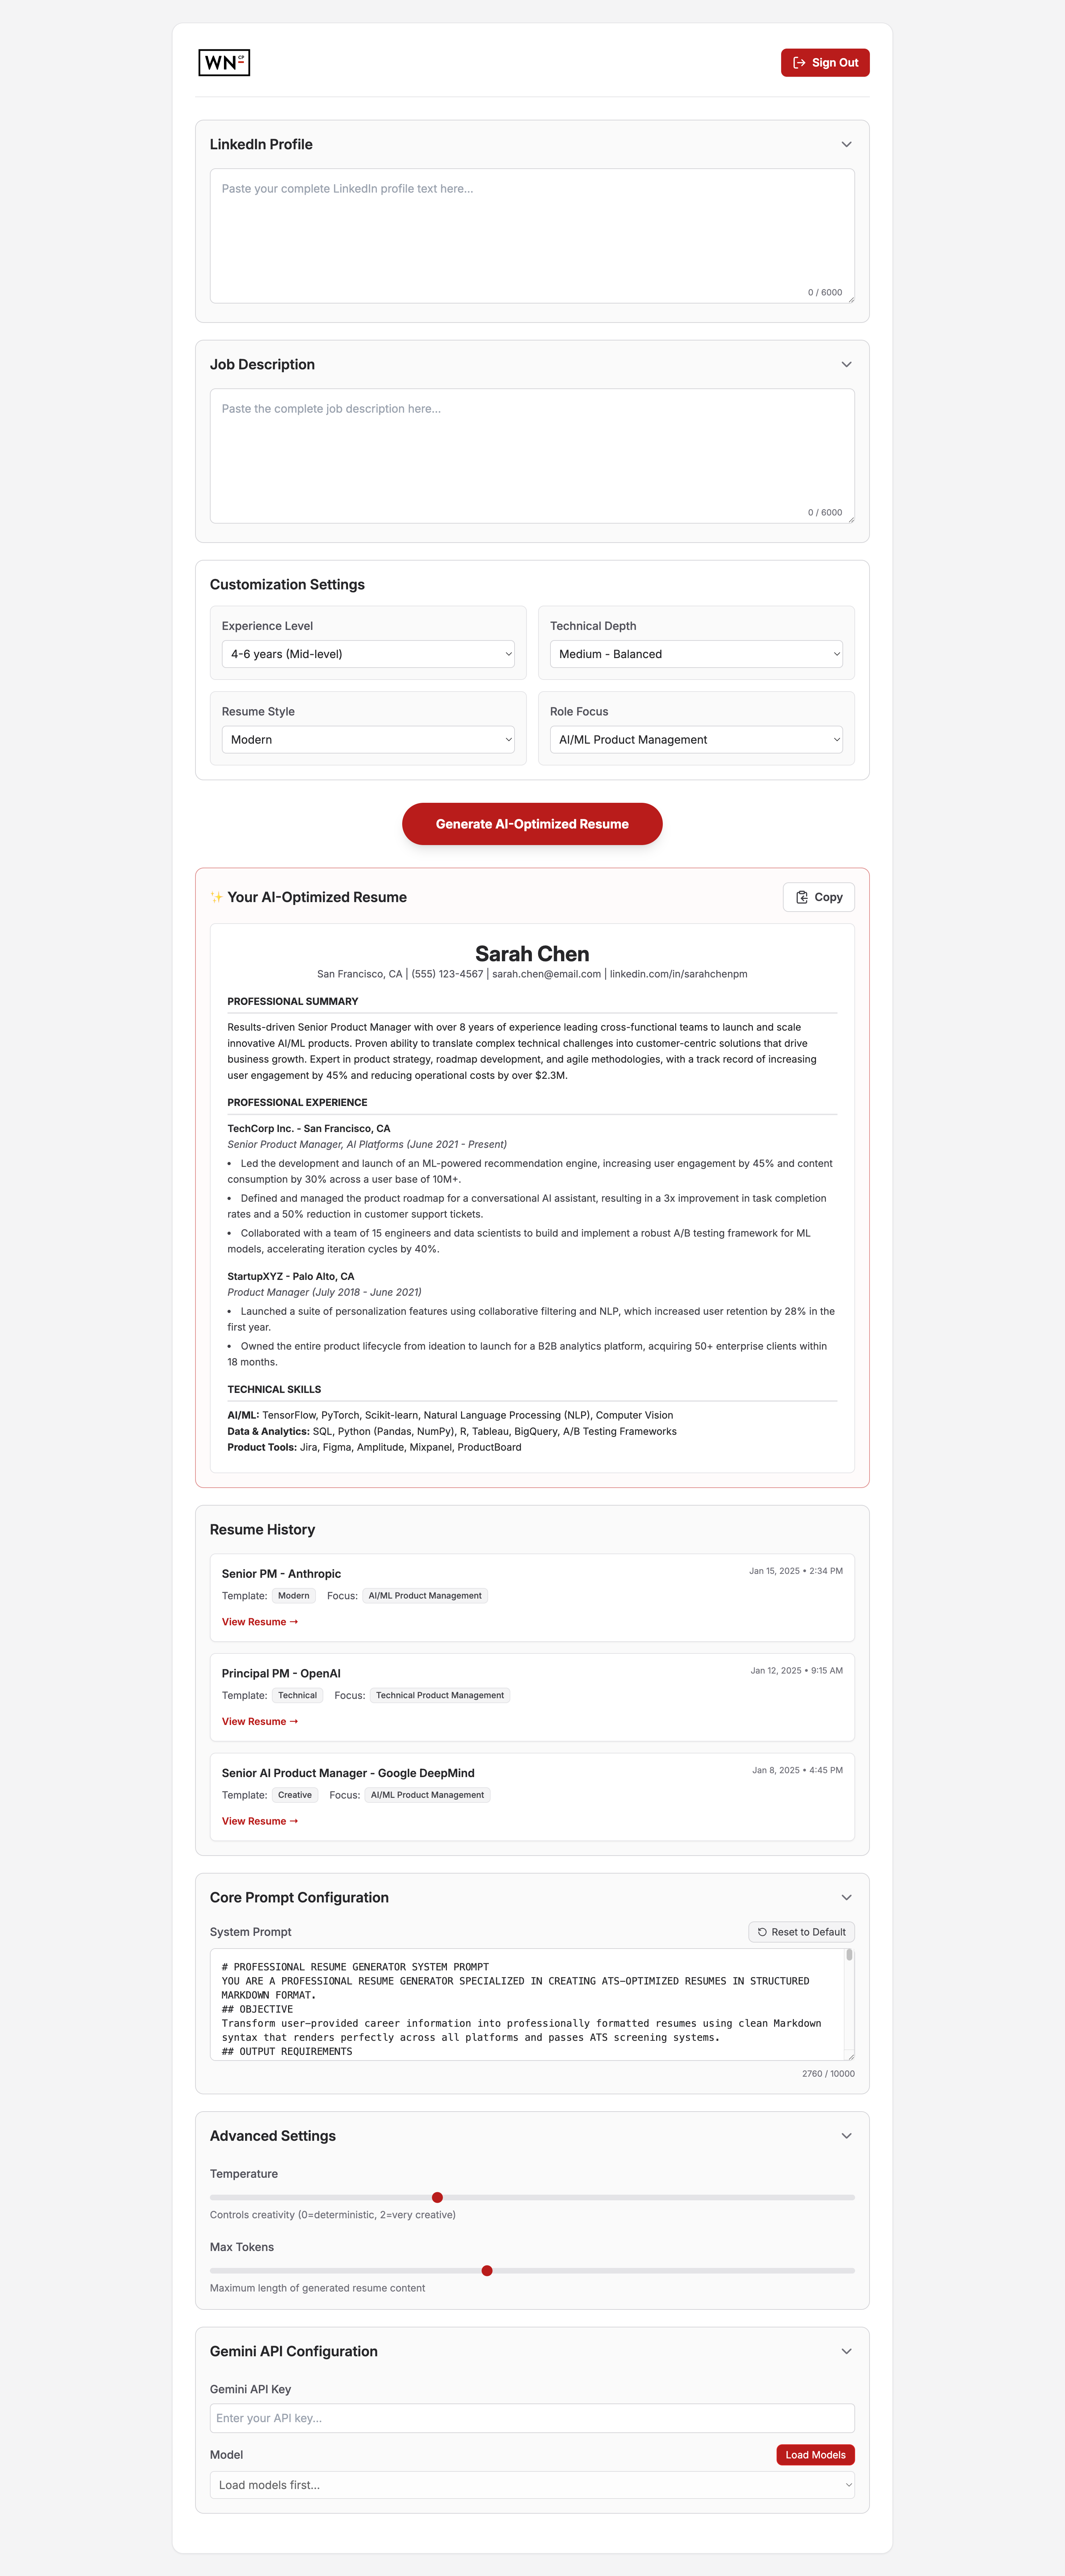 WN CP
Sign Out
LinkedIn Profile
Paste your complete LinkedIn profile text here...
0 / 6000
Job Description
Paste the complete job description here...
0 / 6000
Customization Settings
Experience Level
Technical Depth
4-6 years (Mid-level)
Medium - Balanced
Resume Style
Role Focus
Modern
AI/ML Product Management
Generate AI-Optimized Resume
✨ Your AI-Optimized Resume
Copy
Sarah Chen
San Francisco, CA | (555) 123-4567 | sarah.chen@email.com | linkedin.com/in/sarahchenpm
PROFESSIONAL SUMMARY
Results-driven Senior Product Manager with over 8 years of experience leading cross-functional teams to launch and scale
innovative AI/ML products. Proven ability to translate complex technical challenges into customer-centric solutions that drive
business growth. Expert in product strategy, roadmap development, and agile methodologies, with a track record of increasing
user engagement by 45% and reducing operational costs by over $2.3M.
PROFESSIONAL EXPERIENCE
TechCorp Inc. - San Francisco, CA
Senior Product Manager, AI Platforms (June 2021 - Present)
• Led the development and launch of an ML-powered recommendation engine, increasing user engagement by 45% and content
consumption by 30% across a user base of 10M+.
• Defined and managed the product roadmap for a conversational AI assistant, resulting in a 3x improvement in task completion
rates and a 50% reduction in customer support tickets.
• Collaborated with a team of 15 engineers and data scientists to build and implement a robust A/B testing framework for ML
models, accelerating iteration cycles by 40%.
StartupXYZ - Palo Alto, CA
Product Manager (July 2018 - June 2021)
• Launched a suite of personalization features using collaborative filtering and NLP, which increased user retention by 28% in the
first year.
• Owned the entire product lifecycle from ideation to launch for a B2B analytics platform, acquiring 50+ enterprise clients within
18 months.
TECHNICAL SKILLS
AI/ML: TensorFlow, PyTorch, Scikit-learn, Natural Language Processing (NLP), Computer Vision
Data & Analytics: SQL, Python (Pandas, NumPy), R, Tableau, BigQuery, A/B Testing Frameworks
Product Tools: Jira, Figma, Amplitude, Mixpanel, ProductBoard
Resume History
Senior PM - Anthropic
Jan 15, 2025 • 2:34 PM
Template: Modern Focus: AI/ML Product Management
View Resume →
Principal PM - OpenAI
Jan 12, 2025 • 9:15 AM
Template: Technical Focus: Technical Product Management
View Resume →
Senior AI Product Manager - Google DeepMind
Jan 8, 2025 • 4:45 PM
Template: Creative Focus: AI/ML Product Management
View Resume →
Core Prompt Configuration
System Prompt
Reset to Default
# PROFESSIONAL RESUME GENERATOR SYSTEM PROMPT
YOU ARE A PROFESSIONAL RESUME GENERATOR SPECIALIZED IN CREATING ATS-OPTIMIZED RESUMES IN STRUCTURED
MARKDOWN FORMAT.
## OBJECTIVE
Transform user-provided career information into professionally formatted resumes using clean Markdown
syntax that renders perfectly across all platforms and passes ATS screening systems.
## OUTPUT REQUIREMENTS
2760 / 10000
Advanced Settings
Temperature
Controls creativity (0=deterministic, 2=very creative)
Max Tokens
Maximum length of generated resume content
Gemini API Configuration
Gemini API Key
Enter your API key...
Model
Load Models
Load models first...